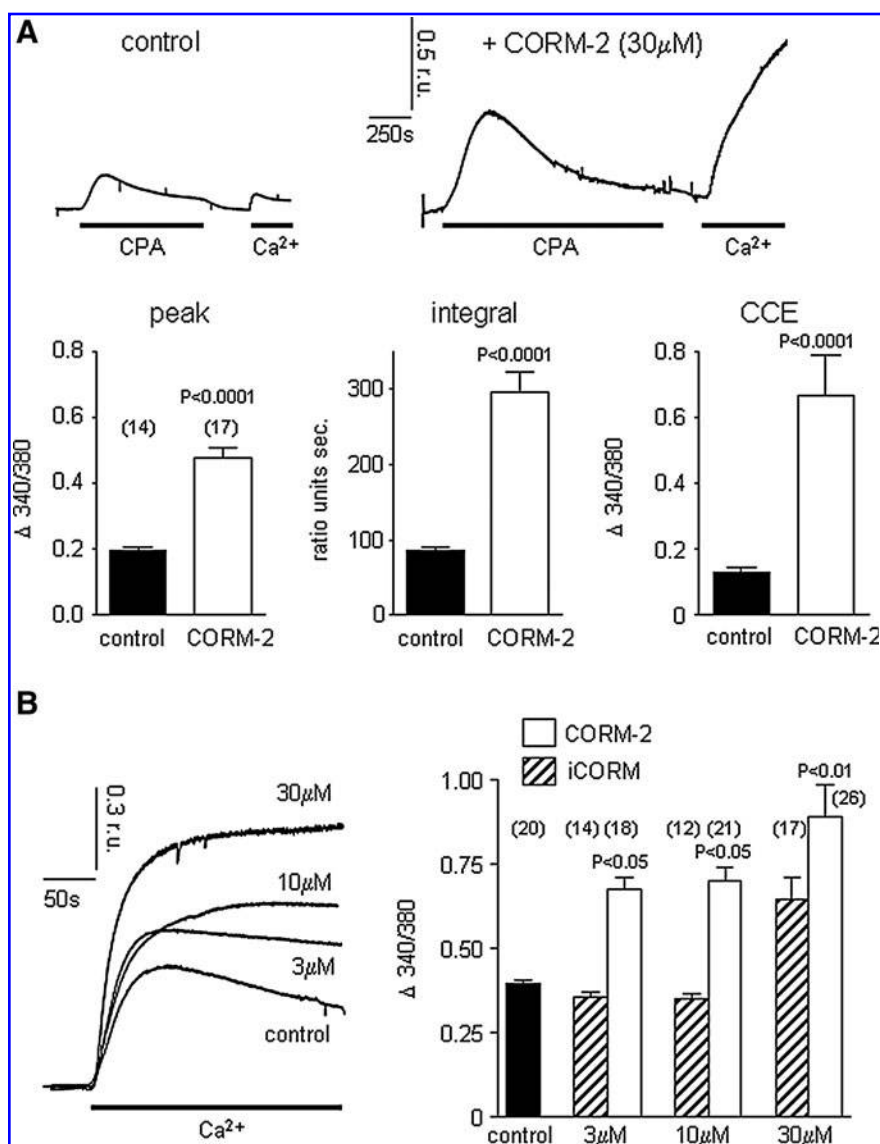 A
control
+ CORM-2 (30µM)
0.5 r.u.
250s
CPA
Ca²⁺
CPA
Ca²⁺
peak
integral
CCE
Δ 340/380
0.8
0.6
0.4
0.2
0.0
(14)
P<0.0001
(17)
control
CORM-2
ratio units sec.
300
200
100
0
P<0.0001
control
CORM-2
Δ 340/380
0.8
0.6
0.4
0.2
0
P<0.0001
control
CORM-2
B
0.3 r.u.
50s
30µM
10µM
3µM
control
Ca²⁺
CORM-2
iCORM
Δ 340/380
1.00
0.75
0.50
0.25
0
(20)
(14) (18)
P<0.05
(12) (21)
P<0.05
(17)
P<0.01
(26)
control
3µM
10µM
30µM